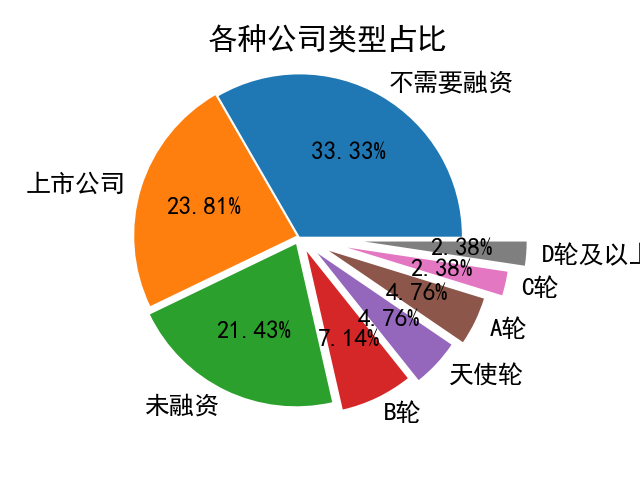 各种公司类型占比
不需要融资
33.33%
上市公司
23.81%
未融资
21.43%
B轮
7.14%
天使轮
4.76%
A轮
4.76%
C轮
2.38%
D轮及以上
2.38%